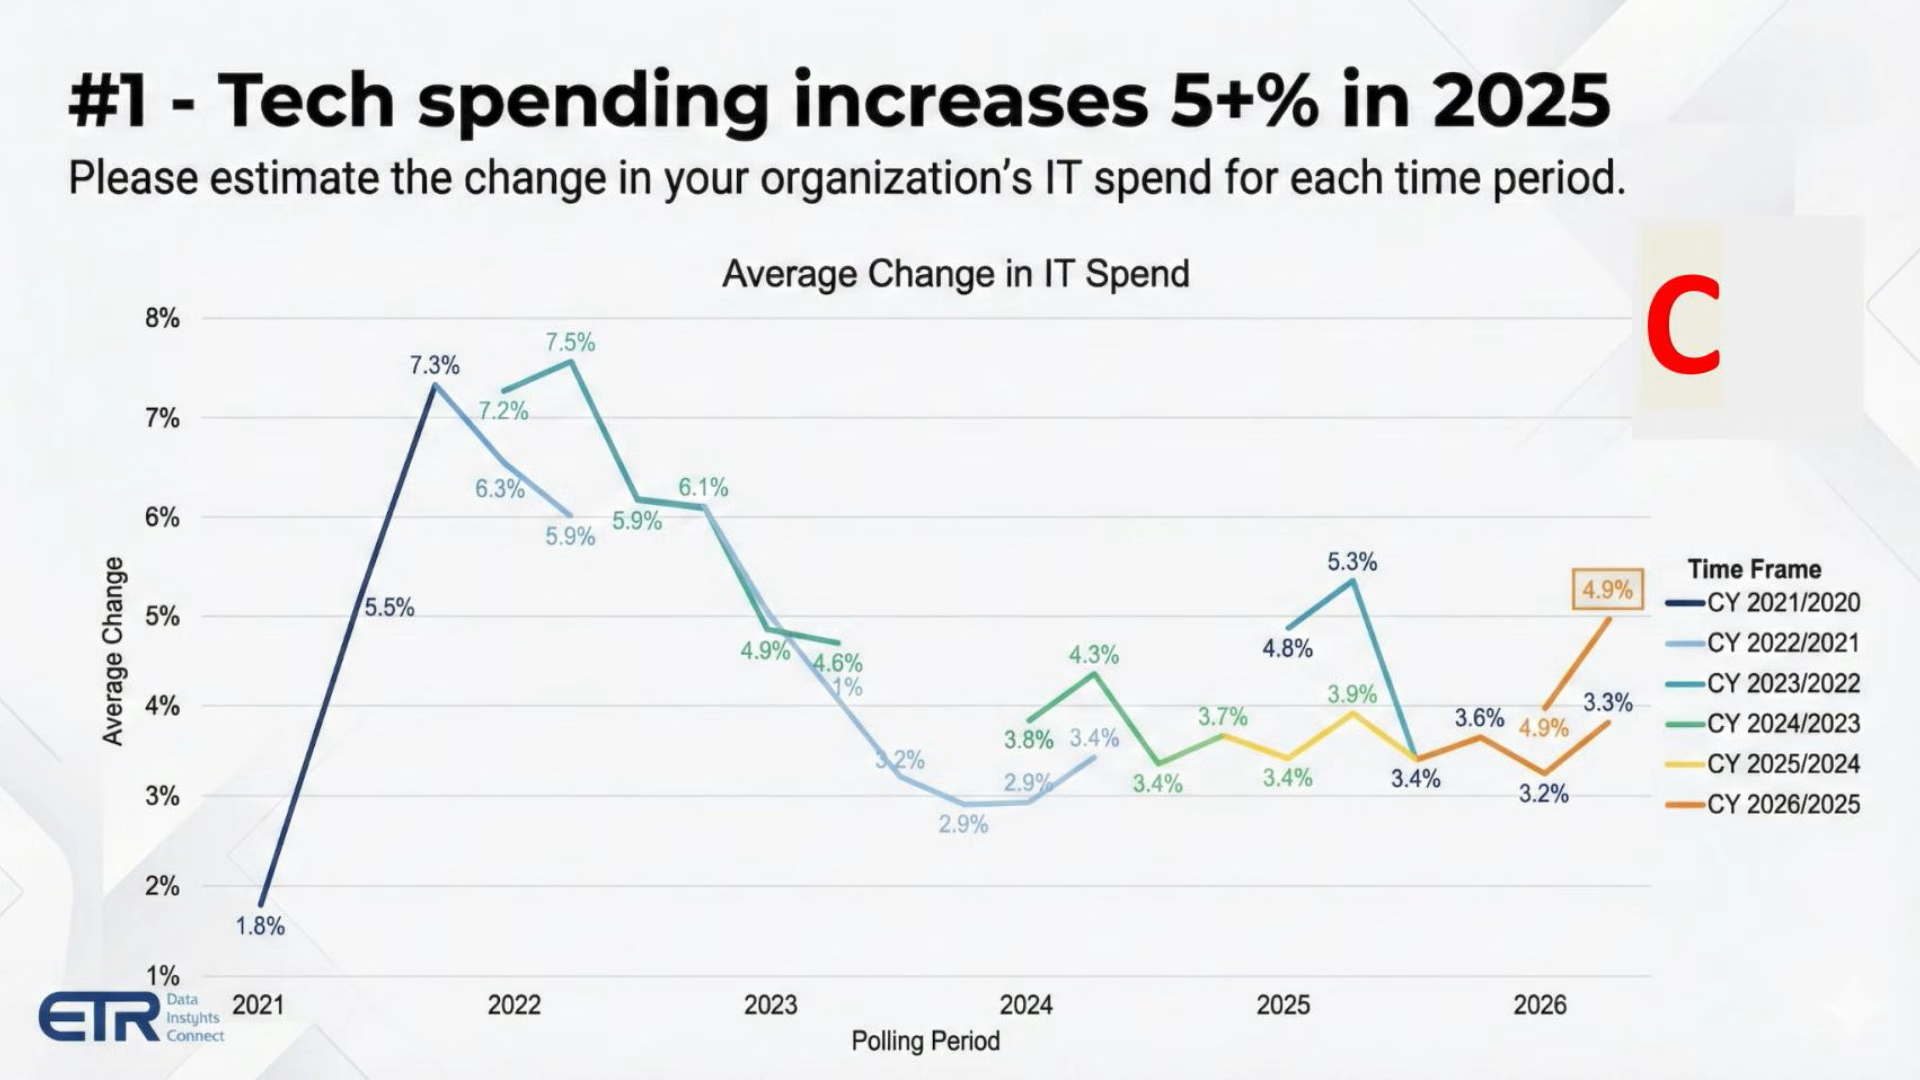 #1 - Tech spending increases 5+% in 2025
Please estimate the change in your organization's IT spend for each time period.
C
Average Change in IT Spend
8%
7%
6%
5%
4%
3%
2%
1%
Average Change
1.8%
5.5%
7.3%
6.3%
5.9%
7.2%
7.5%
5.9%
6.1%
4.9%
4.6%
1%
3.2%
2.9%
2.9%
3.4%
3.8%
4.3%
3.4%
3.7%
3.4%
3.9%
4.8%
5.3%
3.4%
3.6%
3.2%
4.9%
3.3%
4.9%
Time Frame
CY 2021/2020
CY 2022/2021
CY 2023/2022
CY 2024/2023
CY 2025/2024
CY 2026/2025
2021 2022 2023 2024 2025 2026
Polling Period
ETR
Data
Instyhts
Connect